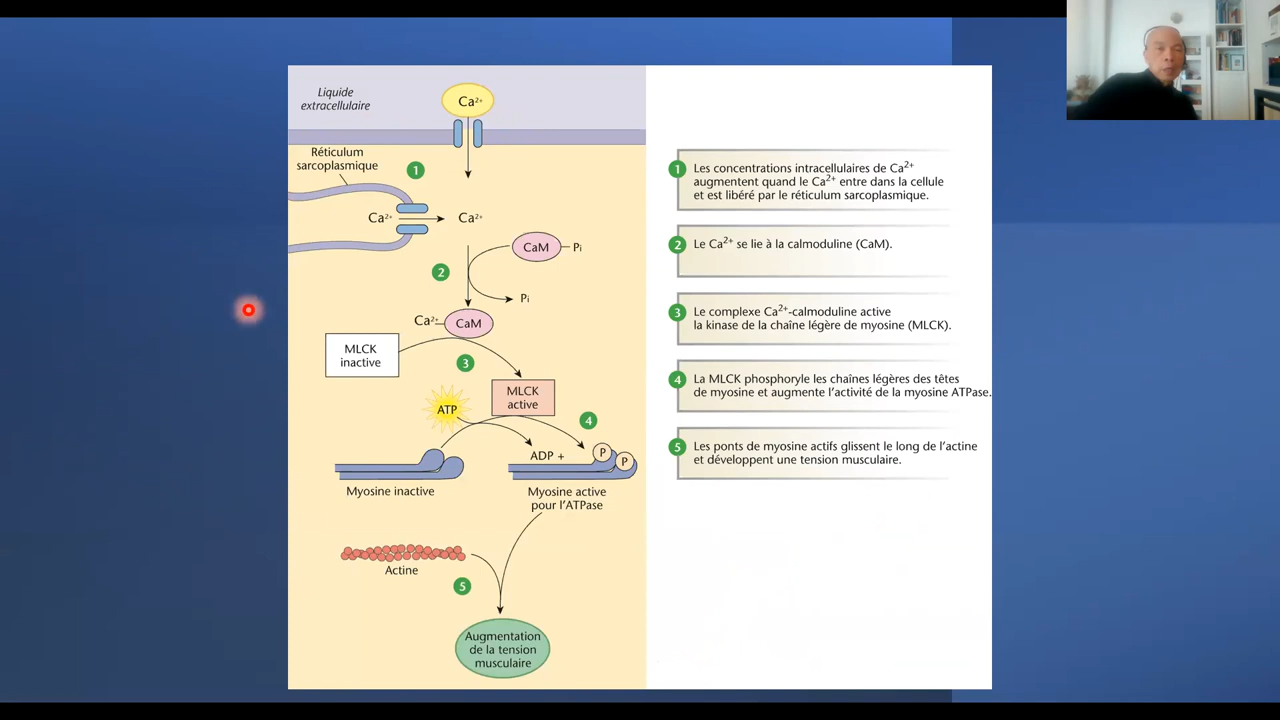 Liquide
extracellulaire
Ca²⁺
Réticulum
sarcoplasmique
1
Ca²⁺
Ca²⁺
CaM
Pi
2
Pi
Ca²⁺
CaM
MLCK
inactive
3
MLCK
active
ATP
4
ADP +
P
P
Myosine inactive
Myosine active
pour l'ATPase
Actine
5
Augmentation
de la tension
musculaire
1 Les concentrations intracellulaires de Ca²⁺
augmentent quand le Ca²⁺ entre dans la cellule
et est libéré par le réticulum sarcoplasmique.
2 Le Ca²⁺ se lie à la calmoduline (CaM).
3 Le complexe Ca²⁺-calmoduline active
la kinase de la chaîne légère de myosine (MLCK).
4 La MLCK phosphoryle les chaînes légères des têtes
de myosine et augmente l'activité de la myosine ATPase.
5 Les ponts de myosine actifs glissent le long de l'actine
et développent une tension musculaire.